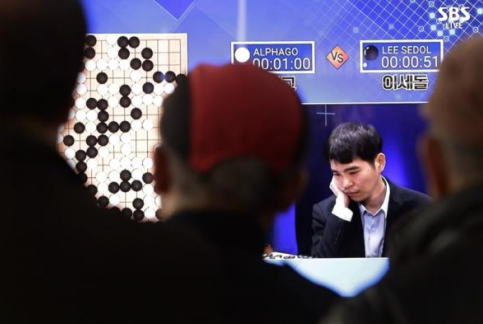 SBS
LIVE
ALPHAGO
00:01:00
VS
LEE SEDOL
00:00:51
이세돌